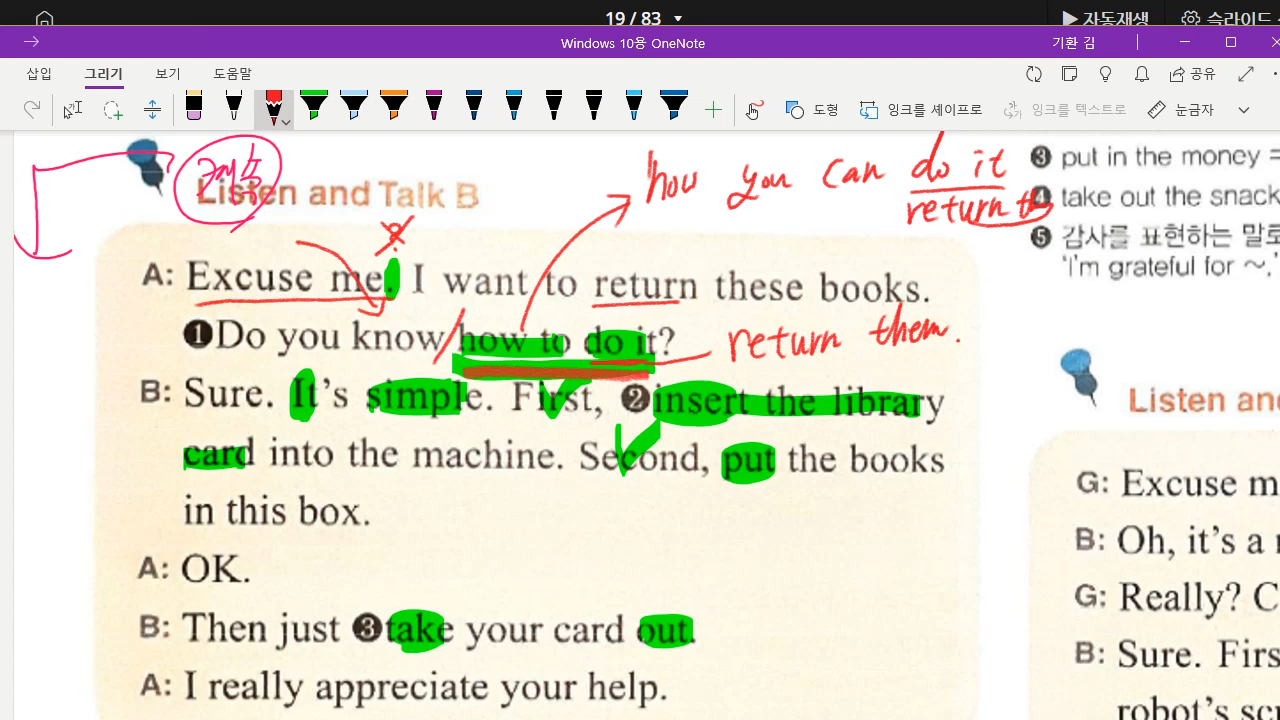 19 / 83
자동재생
슬라이드
Windows 10용 OneNote
기환 김
삽입
그리기
보기
도움말
공유
도형
잉크를 셰이프로
잉크를 텍스트로
눈금자
Listen and Talk B
how you can do it
return
A: Excuse me. I want to return these books.
❶Do you know how to do it?
return them.
B: Sure. It's simple. First, ❷insert the library
card into the machine. Second, put the books
in this box.
A: OK.
B: Then just ❸take your card out.
A: I really appreciate your help.
❸ put in the money =
❹ take out the snack
❺ 감사를 표현하는 말로
'I'm grateful for ~,'
Listen and
G: Excuse m
B: Oh, it's a
G: Really? C
B: Sure. Firs
robot's scr